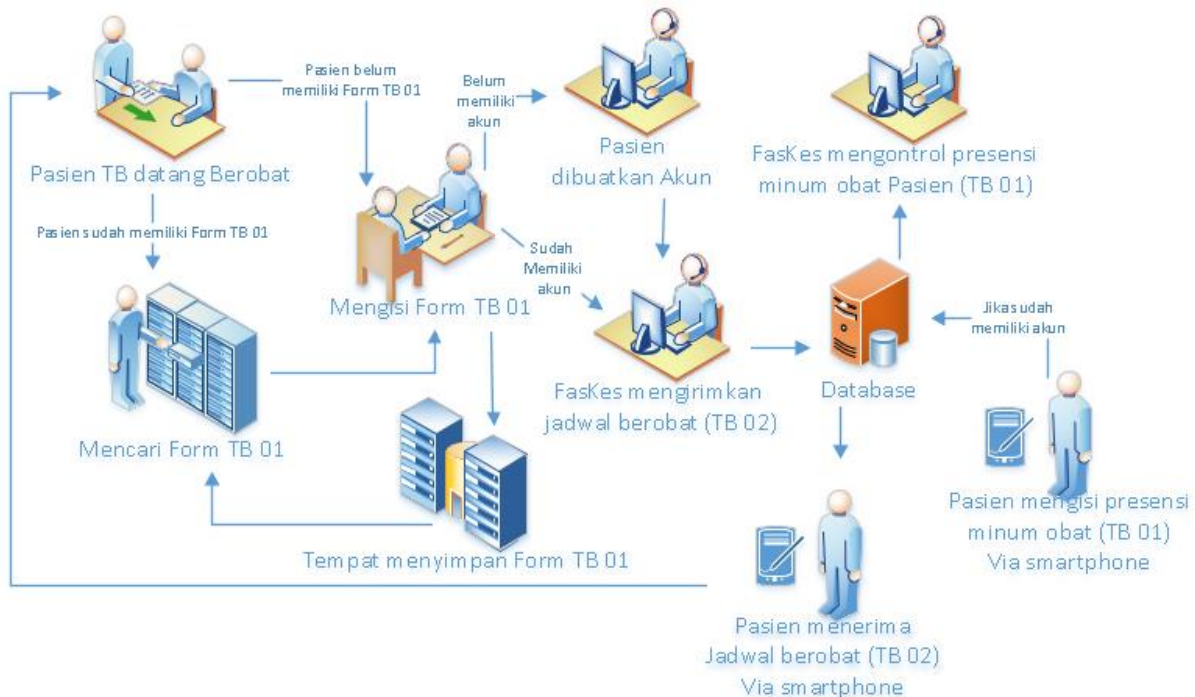 Pasien belum
memiliki Form TB 01
Belum
memiliki
akun
Pasien TB datang Berobat
Pasien
dibuatkan Akun
FasKes mengontrol presensi
minum obat Pasien (TB 01)
Pasien sudah memiliki Form TB 01
Sudah
Memiliki
akun
Mengisi Form TB 01
Jika sudah
memiliki akun
Database
FasKes mengirimkan
jadwal berobat (TB 02)
Mencari Form TB 01
Pasien mengisi presensi
minum obat (TB 01)
Via smartphone
Tempat menyimpan Form TB 01
Pasien menerima
Jadwal berobat (TB 02)
Via smartphone